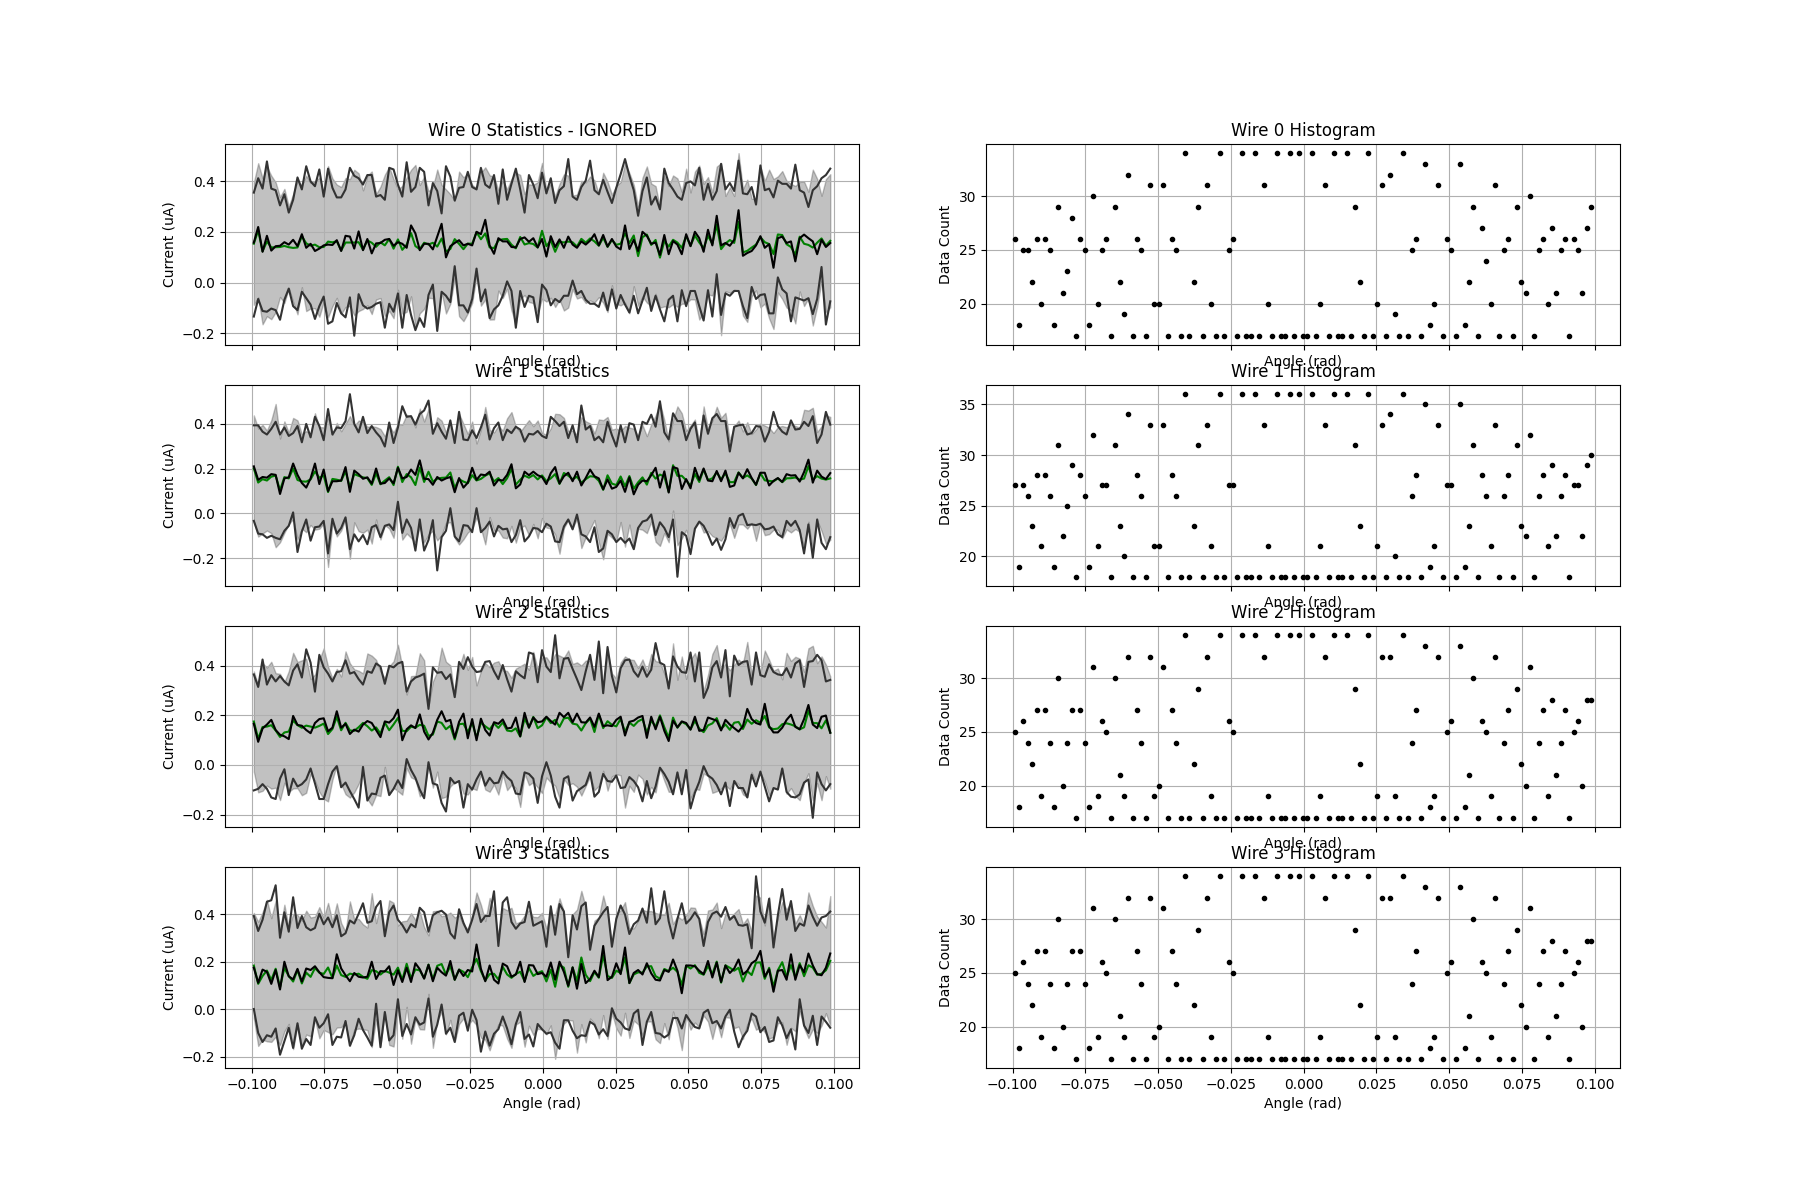 Wire 0 Statistics - IGNORED
Current (uA)
0.4
0.2
0.0
−0.2
Angle (rad)
Wire 0 Histogram
Data Count
30
25
20
Angle (rad)
Wire 1 Statistics
Current (uA)
0.4
0.2
0.0
−0.2
Angle (rad)
Wire 1 Histogram
Data Count
35
30
25
20
Angle (rad)
Wire 2 Statistics
Current (uA)
0.4
0.2
0.0
−0.2
Angle (rad)
Wire 2 Histogram
Data Count
30
25
20
Angle (rad)
Wire 3 Statistics
Current (uA)
0.4
0.2
0.0
−0.2
−0.100 −0.075 −0.050 −0.025 0.000 0.025 0.050 0.075 0.100
Angle (rad)
Wire 3 Histogram
Data Count
30
25
20
−0.100 −0.075 −0.050 −0.025 0.000 0.025 0.050 0.075 0.100
Angle (rad)